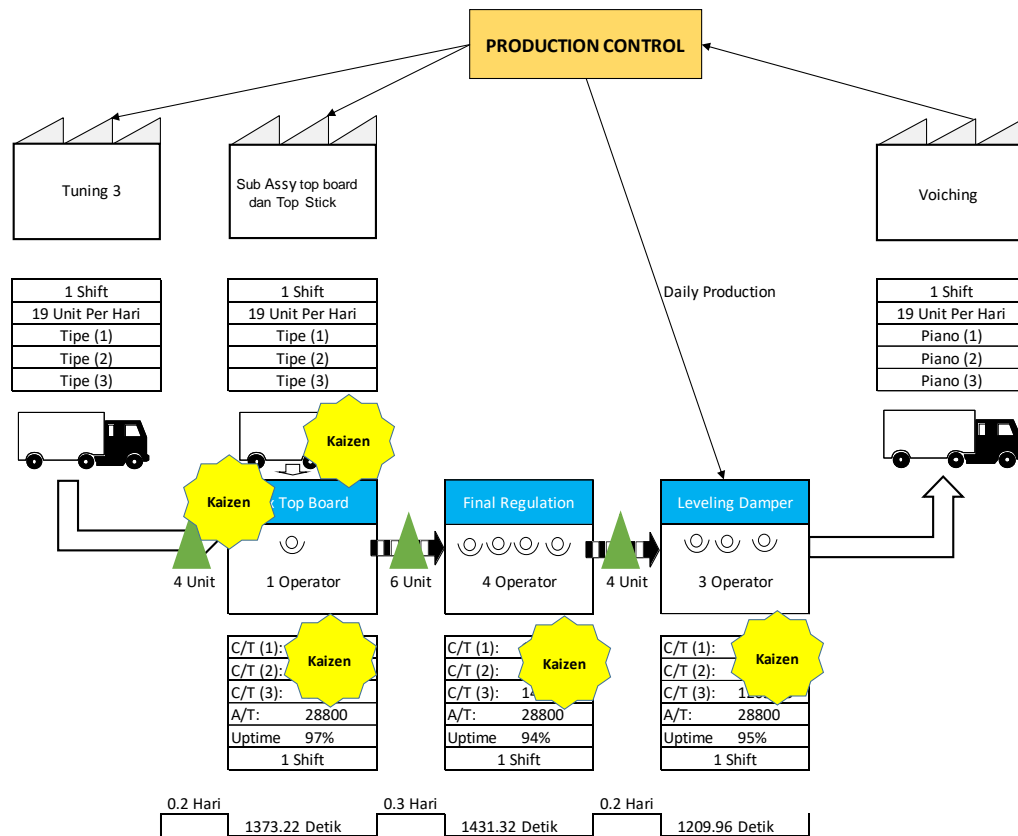 PRODUCTION CONTROL
Tuning 3
Sub Assy top board
dan Top Stick
Voiching
Daily Production
1 Shift
19 Unit Per Hari
Tipe (1)
Tipe (2)
Tipe (3)
1 Shift
19 Unit Per Hari
Tipe (1)
Tipe (2)
Tipe (3)
1 Shift
19 Unit Per Hari
Piano (1)
Piano (2)
Piano (3)
Kaizen
Kaizen
Top Board
Final Regulation
Leveling Damper
4 Unit
1 Operator
6 Unit
4 Operator
4 Unit
3 Operator
C/T (1):
C/T (2):
C/T (3):
Kaizen
A/T: 28800
Uptime 97%
1 Shift
C/T (1):
C/T (2):
C/T (3):
Kaizen
A/T: 28800
Uptime 94%
1 Shift
C/T (1):
C/T (2):
C/T (3):
Kaizen
A/T: 28800
Uptime 95%
1 Shift
0.2 Hari
0.3 Hari
0.2 Hari
1373.22 Detik
1431.32 Detik
1209.96 Detik